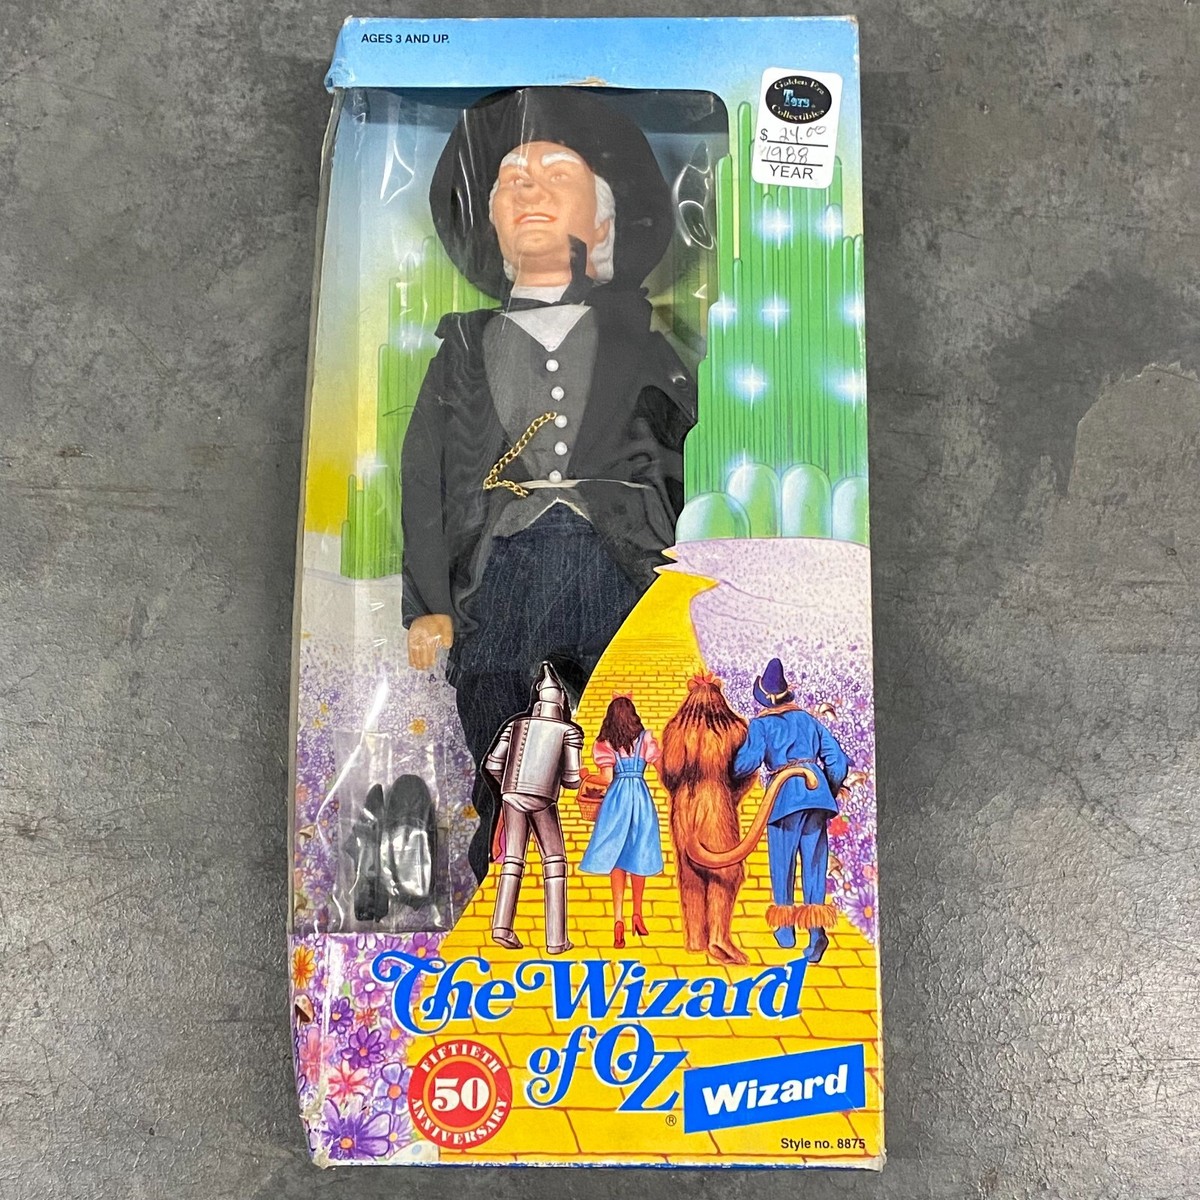 AGES 3 AND UP.
Golden Era
Toys
Collectibles
$ 24.00
1988
YEAR
The Wizard
of OZ
®
Wizard
FIFTIETH
50
ANNIVERSARY
Style no. 8875